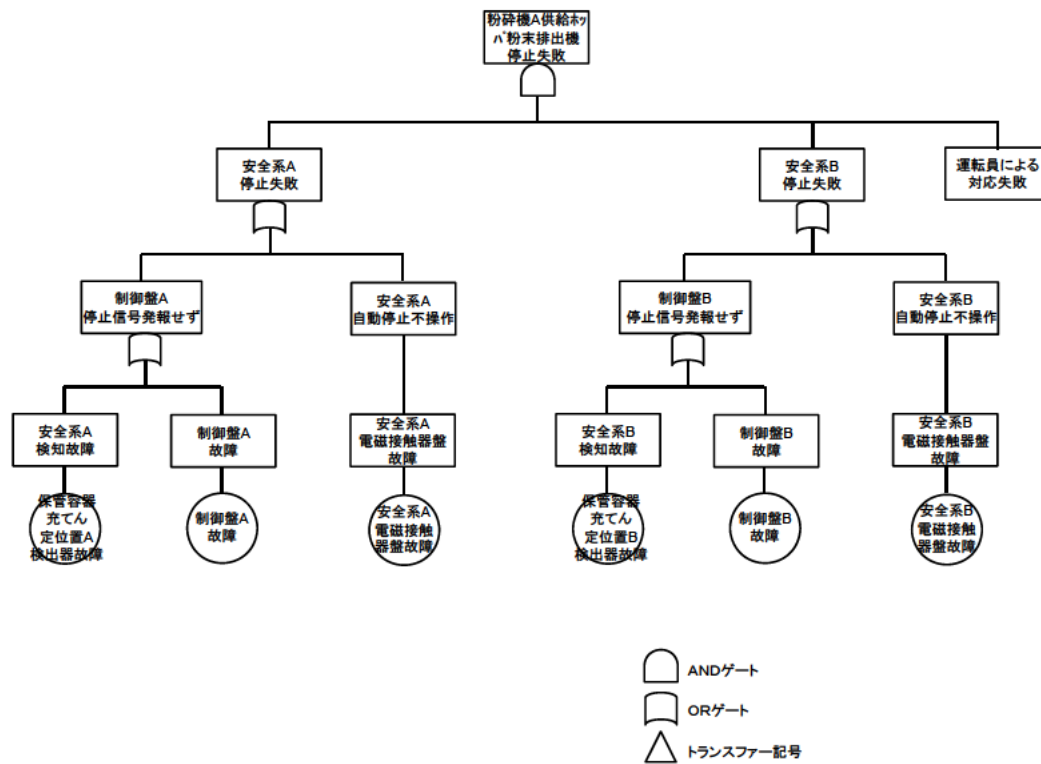 粉砕機A供給ホッ
パ粉末排出機
停止失敗
安全系A
停止失敗
安全系B
停止失敗
運転員による
対応失敗
制御盤A
停止信号発報せず
安全系A
自動停止不操作
制御盤B
停止信号発報せず
安全系B
自動停止不操作
安全系A
検知故障
制御盤A
故障
安全系A
電磁接触器盤
故障
安全系B
検知故障
制御盤B
故障
安全系B
電磁接触器盤
故障
保管容器
充てん
定位置A
検出器故障
制御盤A
故障
安全系A
電磁接触
器盤故障
保管容器
充てん
定位置B
検出器故障
制御盤B
故障
安全系B
電磁接触
器盤故障
ANDゲート
ORゲート
トランスファー記号